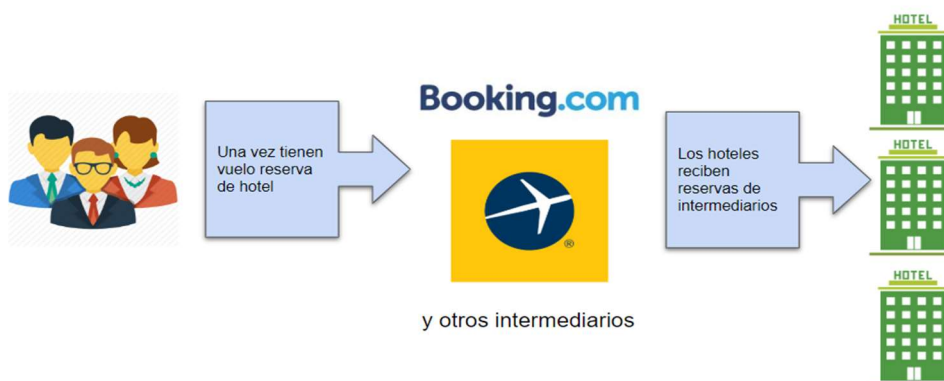 HOTEL
Booking.com
Una vez tienen
vuelo reserva
de hotel
Los hoteles
reciben
reservas de
intermediarios
HOTEL
®
HOTEL
y otros intermediarios